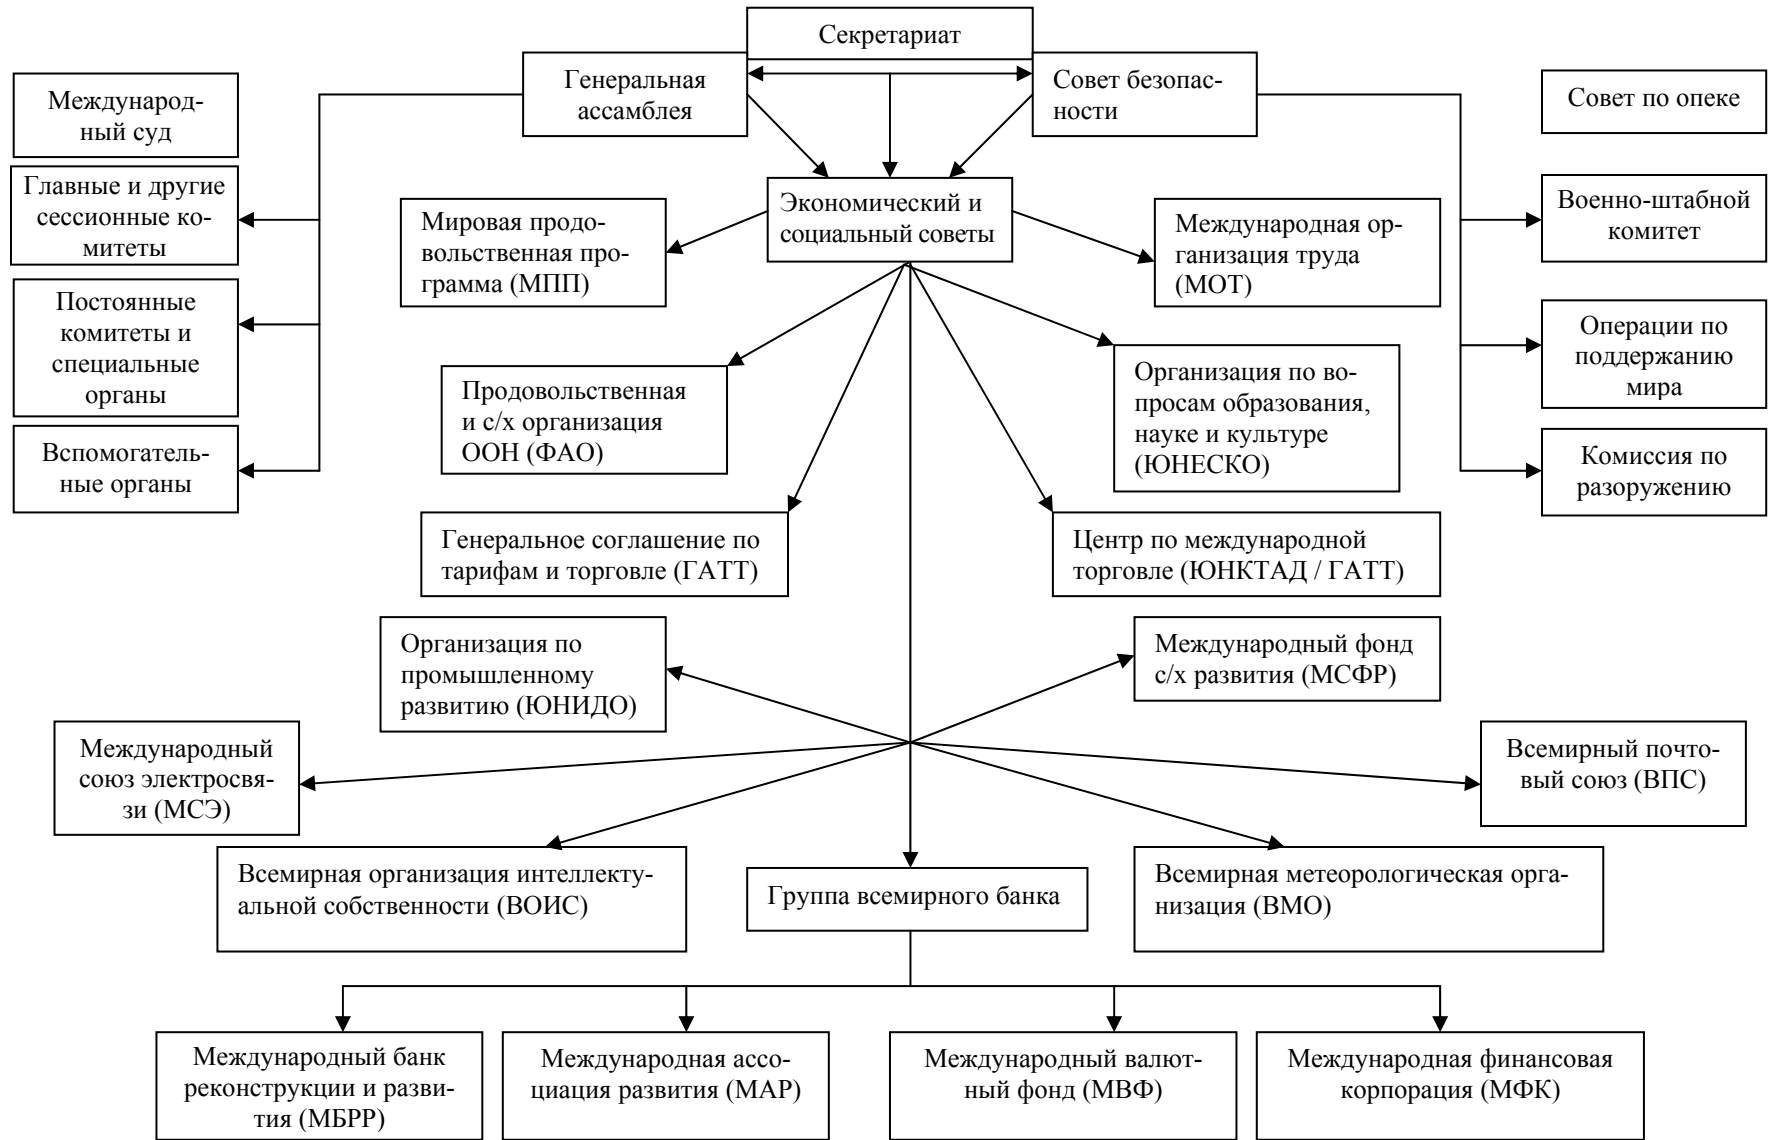 Секретариат
Генеральная
ассамблея
Совет безопас-
ности
Международ-
ный суд
Совет по опеке
Главные и другие
сессионные ко-
митеты
Мировая продо-
вольственная про-
грамма (МПП)
Экономический и
социальный советы
Международная ор-
ганизация труда
(МОТ)
Военно-штабной
комитет
Постоянные
комитеты и
специальные
органы
Продовольственная
и с/х организация
ООН (ФАО)
Организация по во-
просам образования,
науке и культуре
(ЮНЕСКО)
Операции по
поддержанию
мира
Вспомогатель-
ные органы
Комиссия по
разоружению
Генеральное соглашение по
тарифам и торговле (ГАТТ)
Центр по международной
торговле (ЮНКТАД / ГАТТ)
Организация по
промышленному
развитию (ЮНИДО)
Международный фонд
с/х развития (МСФР)
Международный
союз электросвя-
зи (МСЭ)
Всемирный почто-
вый союз (ВПС)
Всемирная организация интеллекту-
альной собственности (ВОИС)
Группа всемирного банка
Всемирная метеорологическая орга-
низация (ВМО)
Международный банк
реконструкции и разви-
тия (МБРР)
Международная ассо-
циация развития (МАР)
Международный валют-
ный фонд (МВФ)
Международная финансовая
корпорация (МФК)